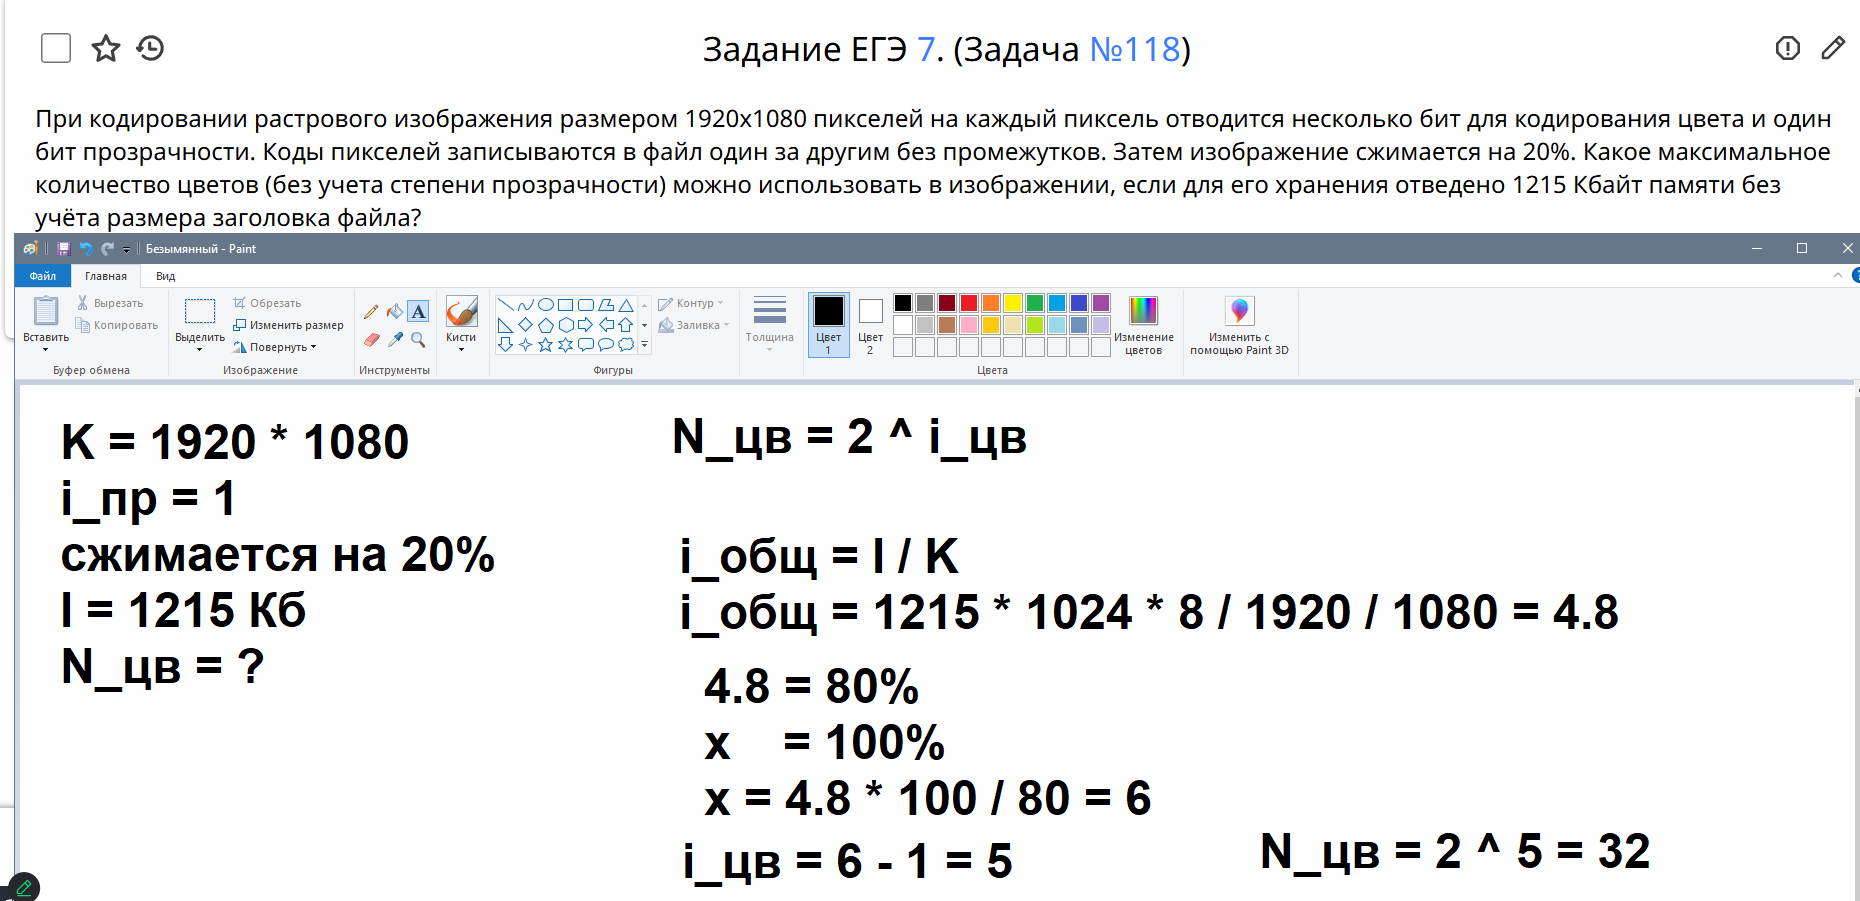 Задание ЕГЭ 7. (Задача №118)
При кодировании растрового изображения размером 1920x1080 пикселей на каждый пиксель отводится несколько бит для кодирования цвета и один
бит прозрачности. Коды пикселей записываются в файл один за другим без промежутков. Затем изображение сжимается на 20%. Какое максимальное
количество цветов (без учета степени прозрачности) можно использовать в изображении, если для его хранения отведено 1215 Кбайт памяти без
учёта размера заголовка файла?
Безымянный - Paint
Файл Главная Вид
Вставить
Вырезать
Копировать
Буфер обмена
Выделить
Обрезать
Изменить размер
Повернуть
Изображение
A
Инструменты
Кисти
Контур
Заливка
Фигуры
Толщина
Цвет
1
Цвет
2
Цвета
Изменение
цветов
Изменить с
помощью Paint 3D
K = 1920 * 1080
i_пр = 1
сжимается на 20%
I = 1215 Кб
N_цв = ?
N_цв = 2 ^ i_цв
i_общ = I / K
i_общ = 1215 * 1024 * 8 / 1920 / 1080 = 4.8
4.8 = 80%
x = 100%
x = 4.8 * 100 / 80 = 6
i_цв = 6 - 1 = 5
N_цв = 2 ^ 5 = 32